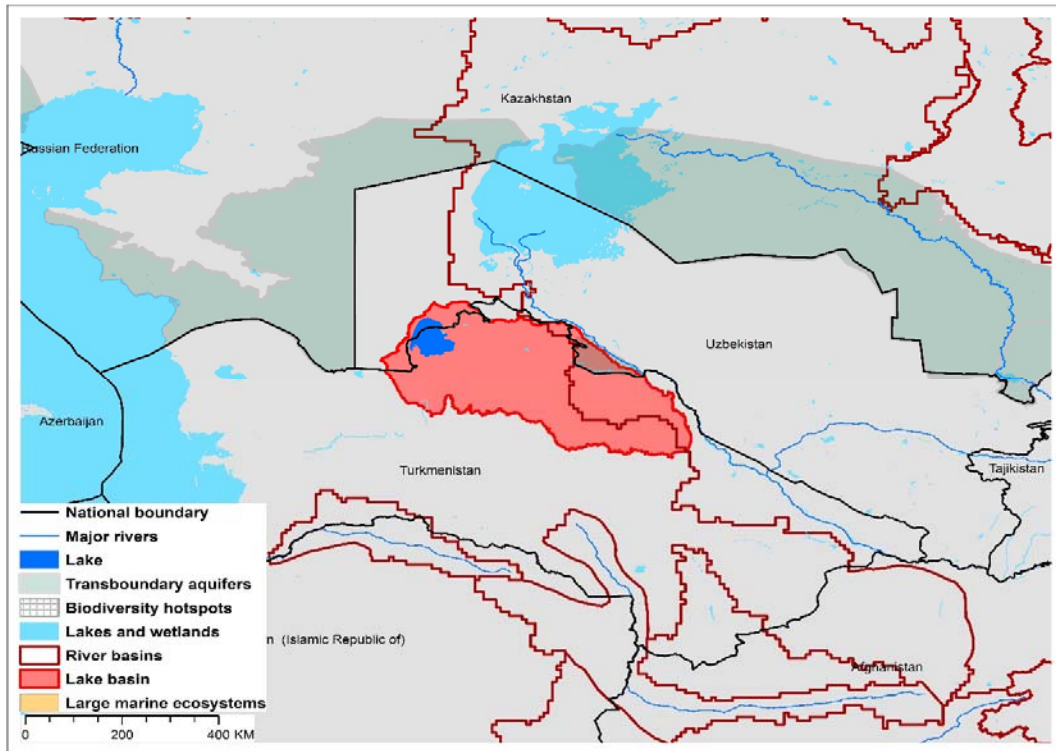 Kazakhstan
Russian Federation
Uzbekistan
Azerbaijan
Turkmenistan
Tajikistan
National boundary
Major rivers
Lake
Transboundary aquifers
Biodiversity hotspots
n (Islamic Republic of)
Lakes and wetlands
River basins
Afghanistan
Lake basin
Large marine ecosystems
0 200 400 KM